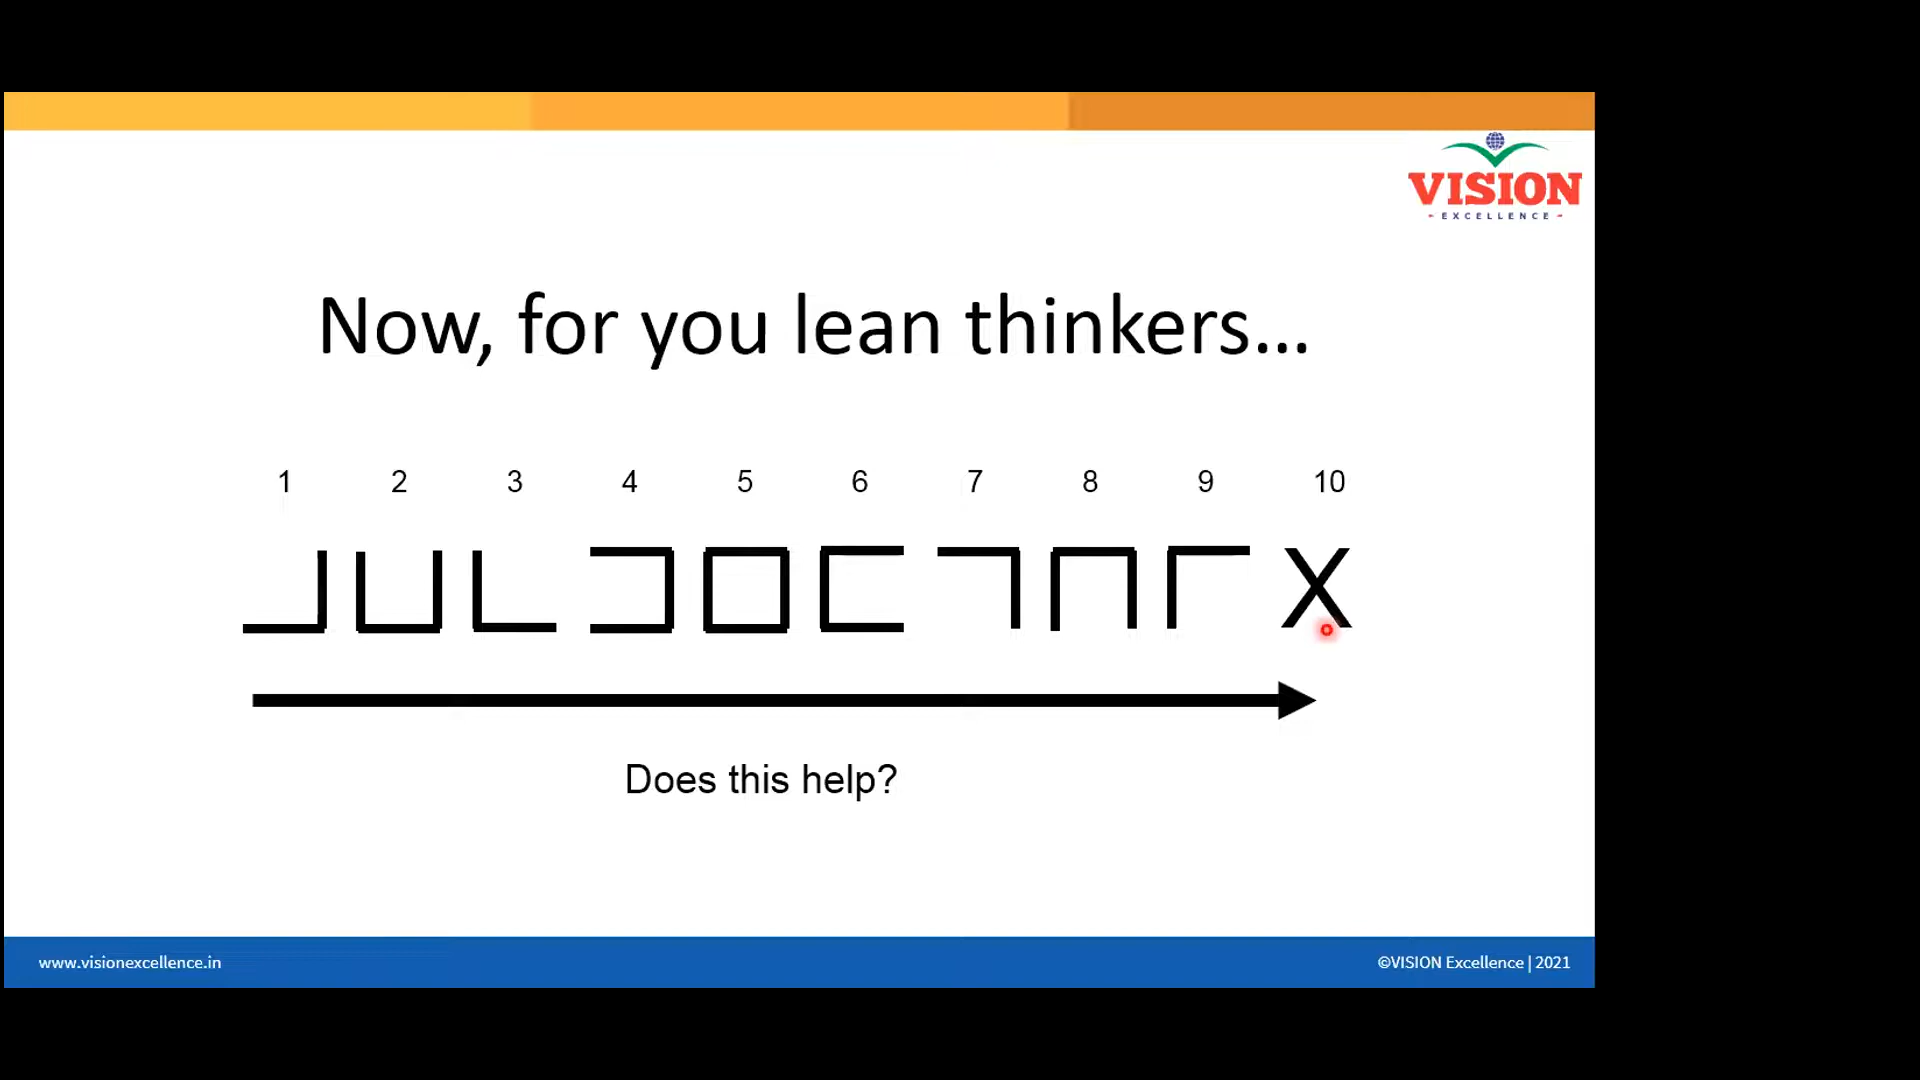 VISION
- EXCELLENCE -
Now, for you lean thinkers...
1 2 3 4 5 6 7 8 9 10
X
Does this help?
www.visionexcellence.in
©VISION Excellence | 2021